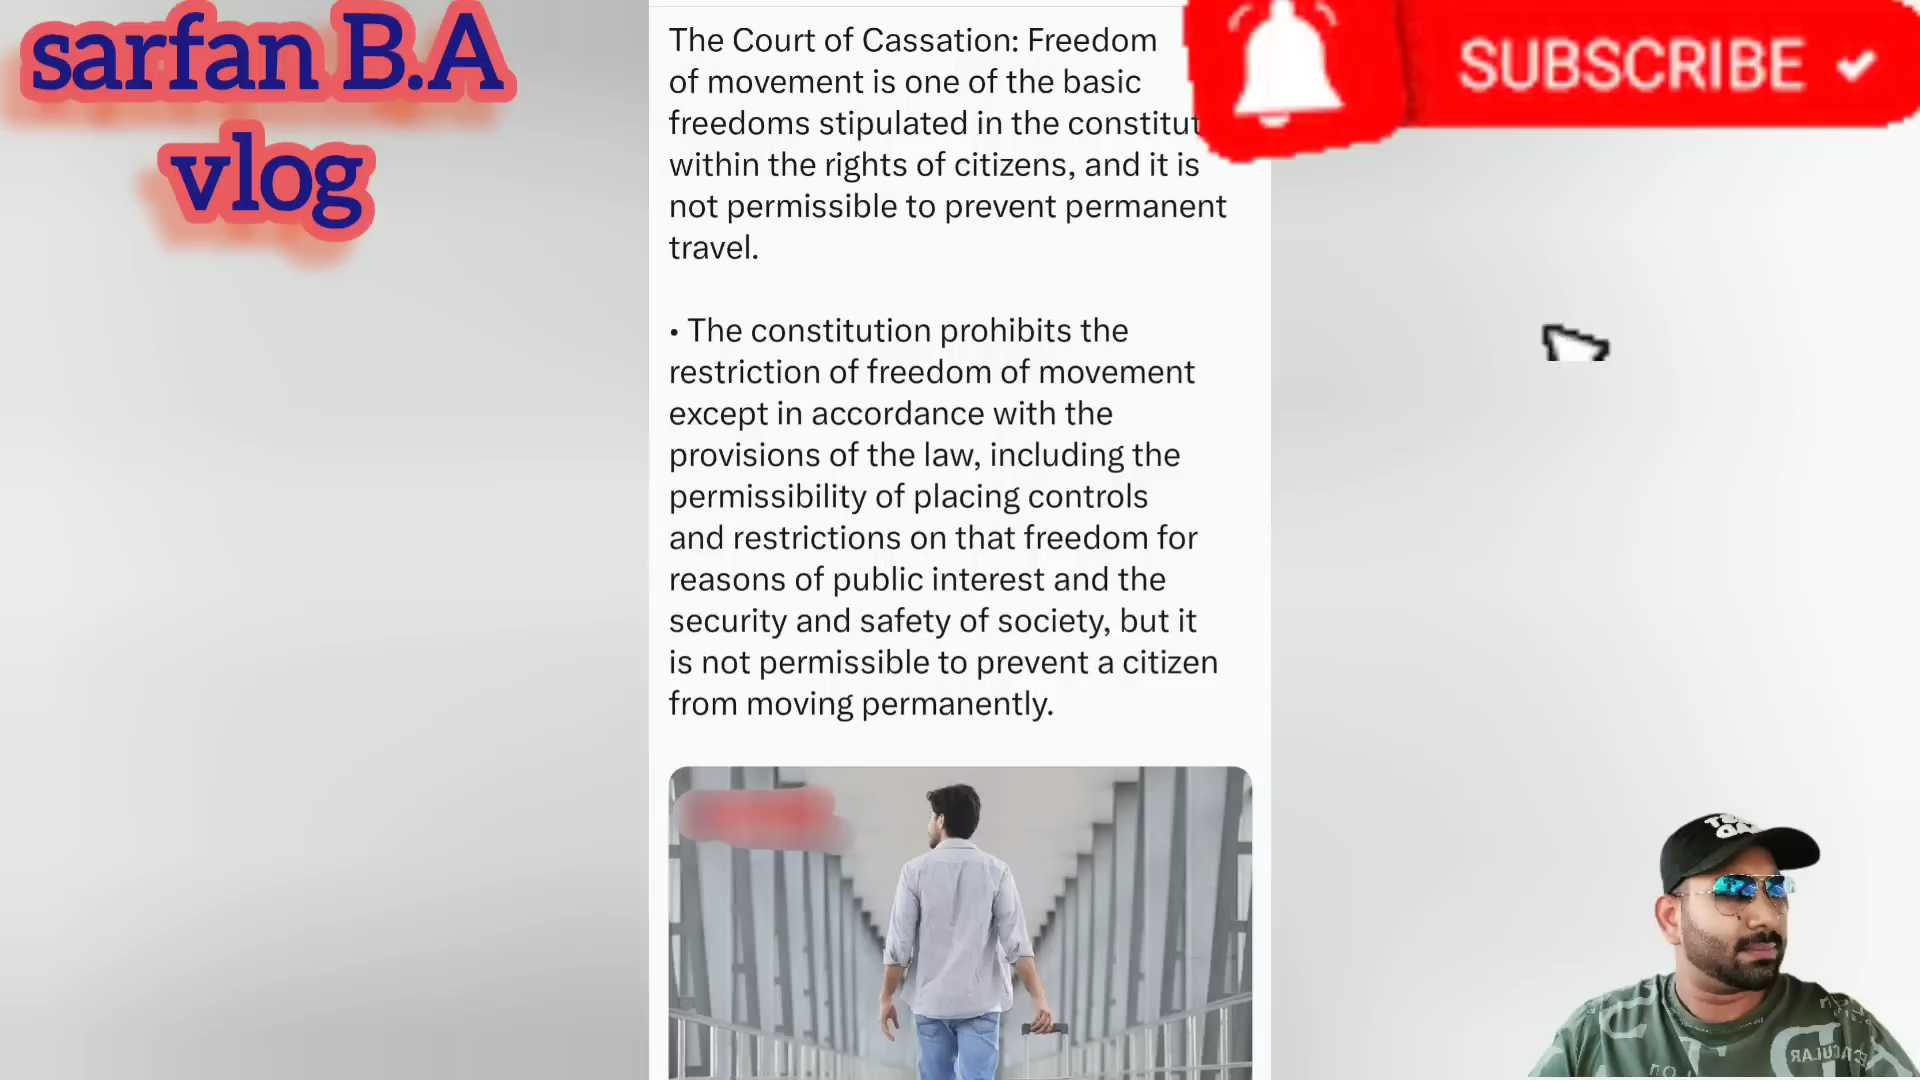 sarfan B.A
vlog
The Court of Cassation: Freedom
of movement is one of the basic
freedoms stipulated in the constitut
within the rights of citizens, and it is
not permissible to prevent permanent
travel.
• The constitution prohibits the
restriction of freedom of movement
except in accordance with the
provisions of the law, including the
permissibility of placing controls
and restrictions on that freedom for
reasons of public interest and the
security and safety of society, but it
is not permissible to prevent a citizen
from moving permanently.
SUBSCRIBE